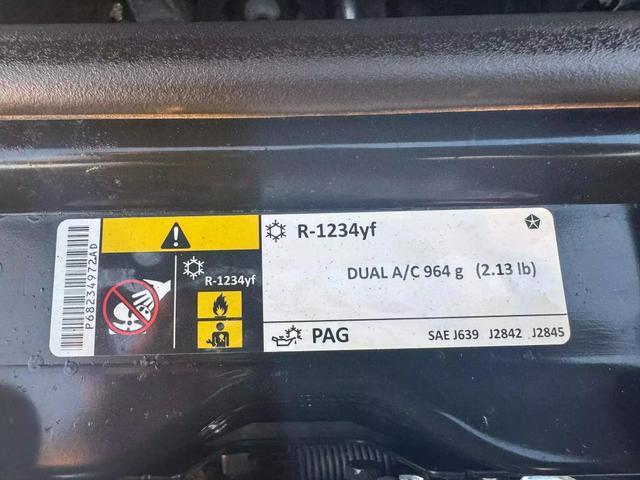 P68234972AD
R-1234yf
R-1234yf
DUAL A/C 964 g (2.13 lb)
PAG
SAE J639 J2842 J2845